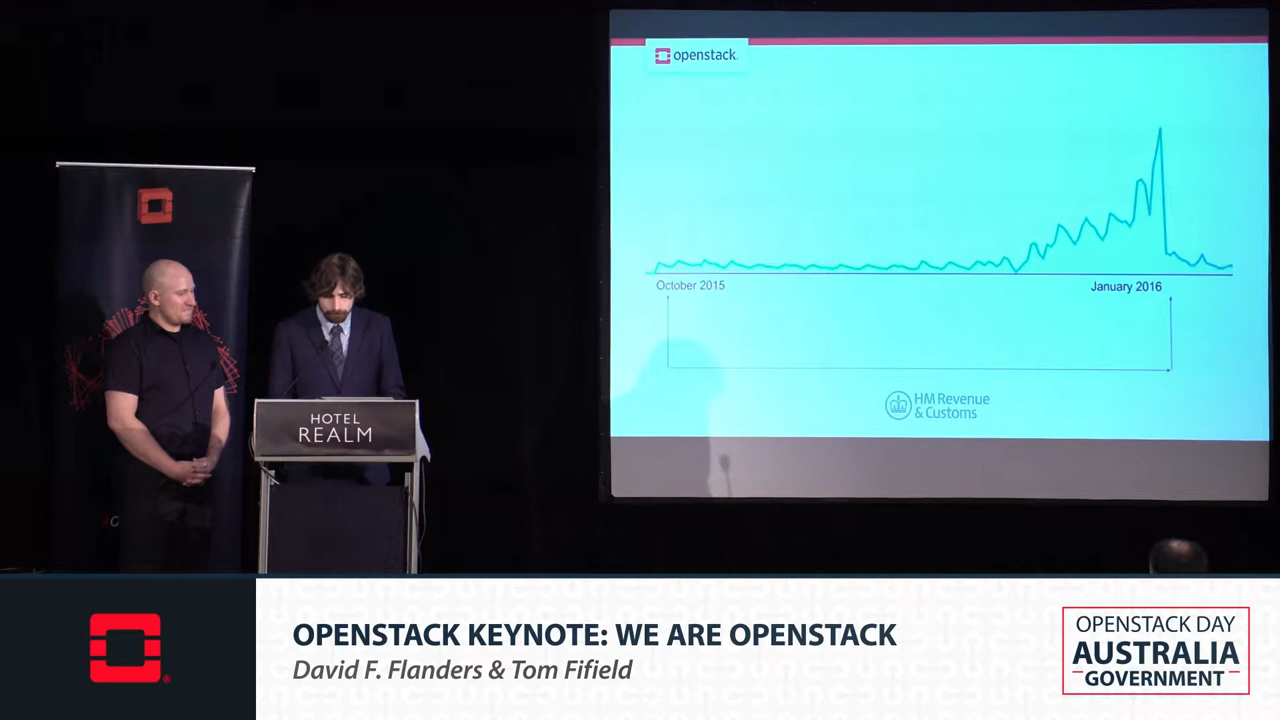 openstack.
October 2015
January 2016
HM Revenue
& Customs
HOTEL
REALM
OPENSTACK KEYNOTE: WE ARE OPENSTACK
David F. Flanders & Tom Fifield
OPENSTACK DAY
AUSTRALIA
GOVERNMENT